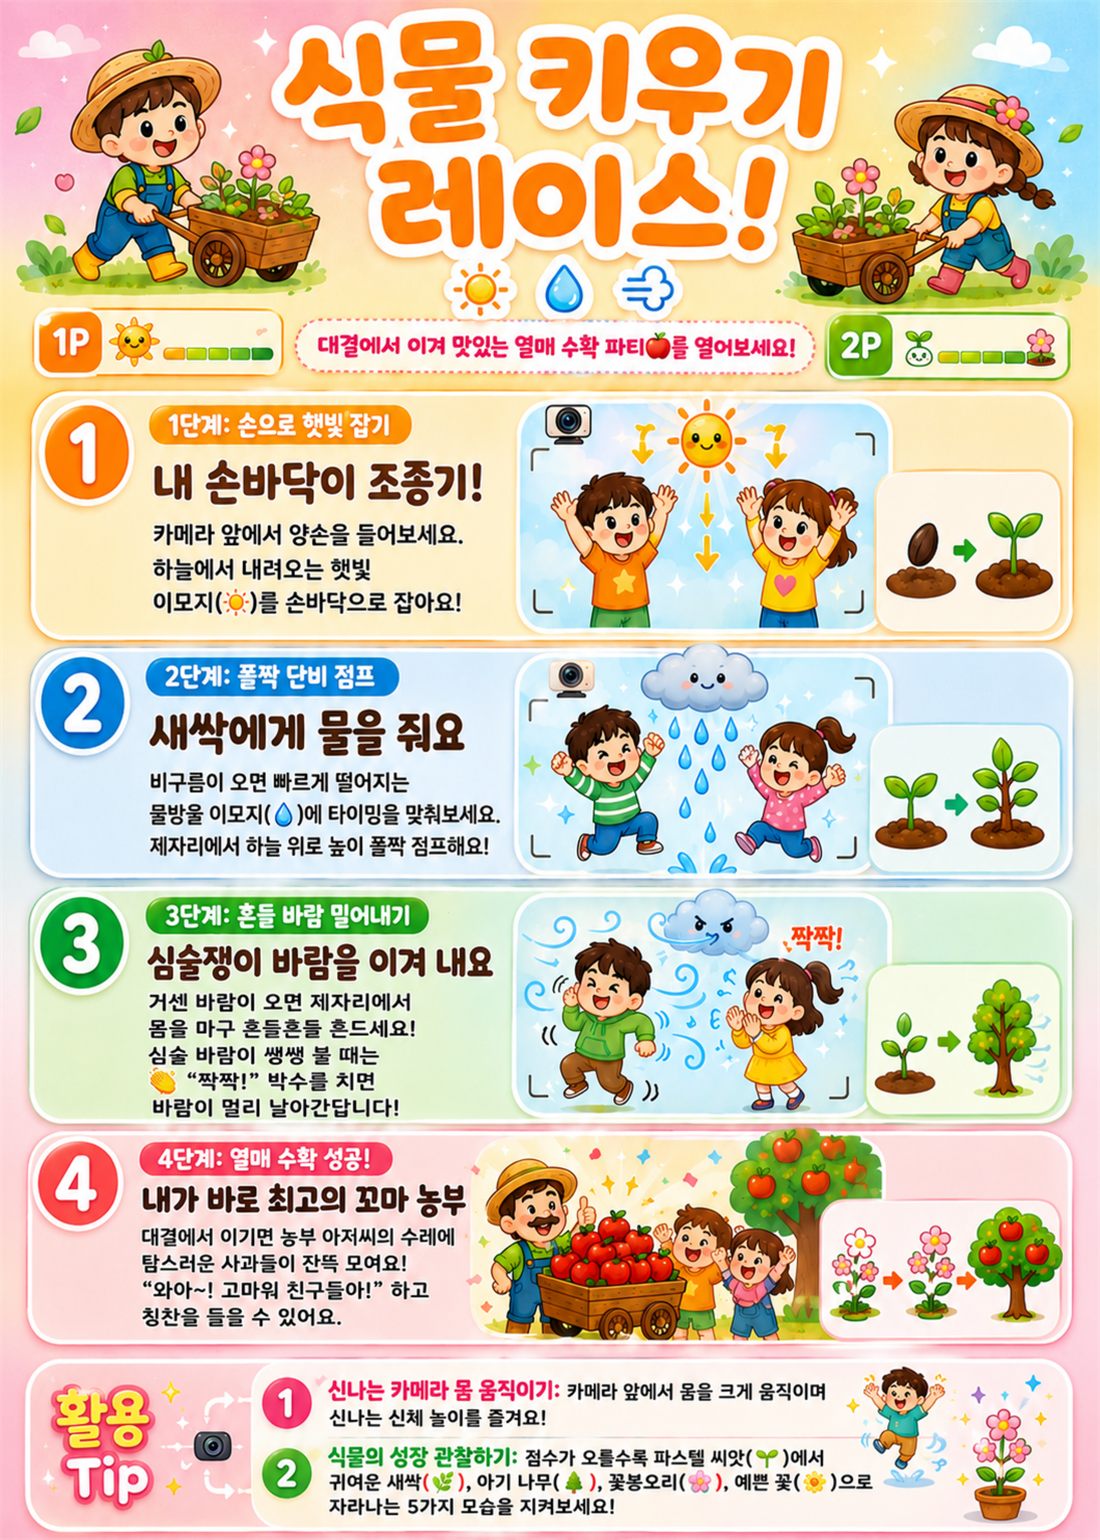 식물 키우기
레이스!
1P
대결에서 이겨 맛있는 열매 수확 파티🍎를 열어보세요!
2P
1
1단계: 손으로 햇빛 잡기
내 손바닥이 조종기!
카메라 앞에서 양손을 들어보세요.
하늘에서 내려오는 햇빛
이모지(☀️)를 손바닥으로 잡아요!
2
2단계: 폴짝 단비 점프
새싹에게 물을 줘요
비구름이 오면 빠르게 떨어지는
물방울 이모지(💧)에 타이밍을 맞춰보세요.
제자리에서 하늘 위로 높이 폴짝 점프해요!
3
3단계: 흔들 바람 밀어내기
심술쟁이 바람을 이겨 내요
거센 바람이 오면 제자리에서
몸을 마구 흔들흔들 흔드세요!
심술 바람이 쌩쌩 불 때는
👏 “짝짝!” 박수를 치면
바람이 멀리 날아간답니다!
짝짝!
4
4단계: 열매 수확 성공!
내가 바로 최고의 꼬마 농부
대결에서 이기면 농부 아저씨의 수레에
탐스러운 사과들이 잔뜩 모여요!
“와아~! 고마워 친구들아!” 하고
칭찬을 들을 수 있어요.
활용
Tip
1
신나는 카메라 몸 움직이기: 카메라 앞에서 몸을 크게 움직이며
신나는 신체 놀이를 즐겨요!
2
식물의 성장 관찰하기: 점수가 오를수록 파스텔 씨앗(🌱)에서
귀여운 새싹(🌿), 아기 나무(🌲), 꽃봉오리(🌸), 예쁜 꽃(🌼)으로
자라나는 5가지 모습을 지켜보세요!